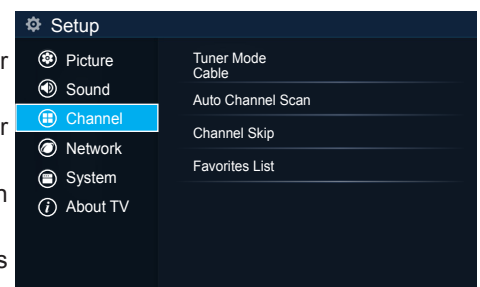 Setup
r
Picture
Sound
r
Channel
Network
System
n
About TV
s
Tuner Mode
Cable
Auto Channel Scan
Channel Skip
Favorites List